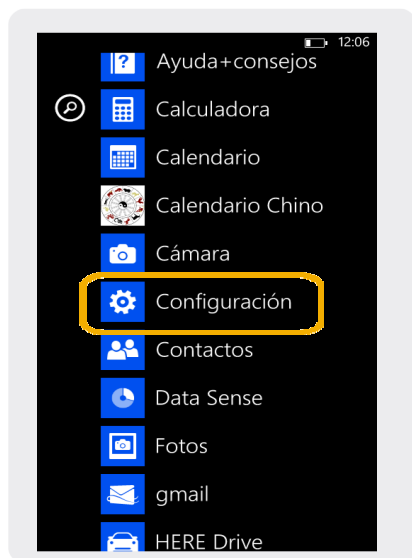 12:06
Ayuda+consejos
Calculadora
Calendario
Calendario Chino
Cámara
Configuración
Contactos
Data Sense
Fotos
gmail
HERE Drive